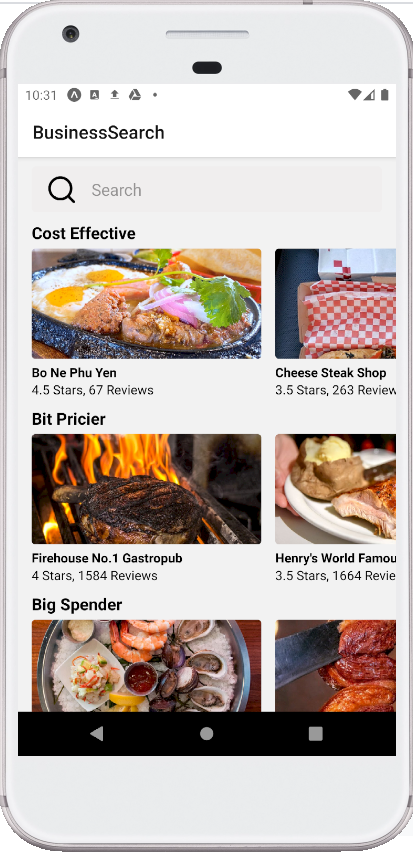 10:31
BusinessSearch
Search
Cost Effective
Bo Ne Phu Yen
Cheese Steak Shop
4.5 Stars, 67 Reviews
3.5 Stars, 263 Review
Bit Pricier
Firehouse No.1 Gastropub
Henry's World Famou
4 Stars, 1584 Reviews
3.5 Stars, 1664 Revie
Big Spender